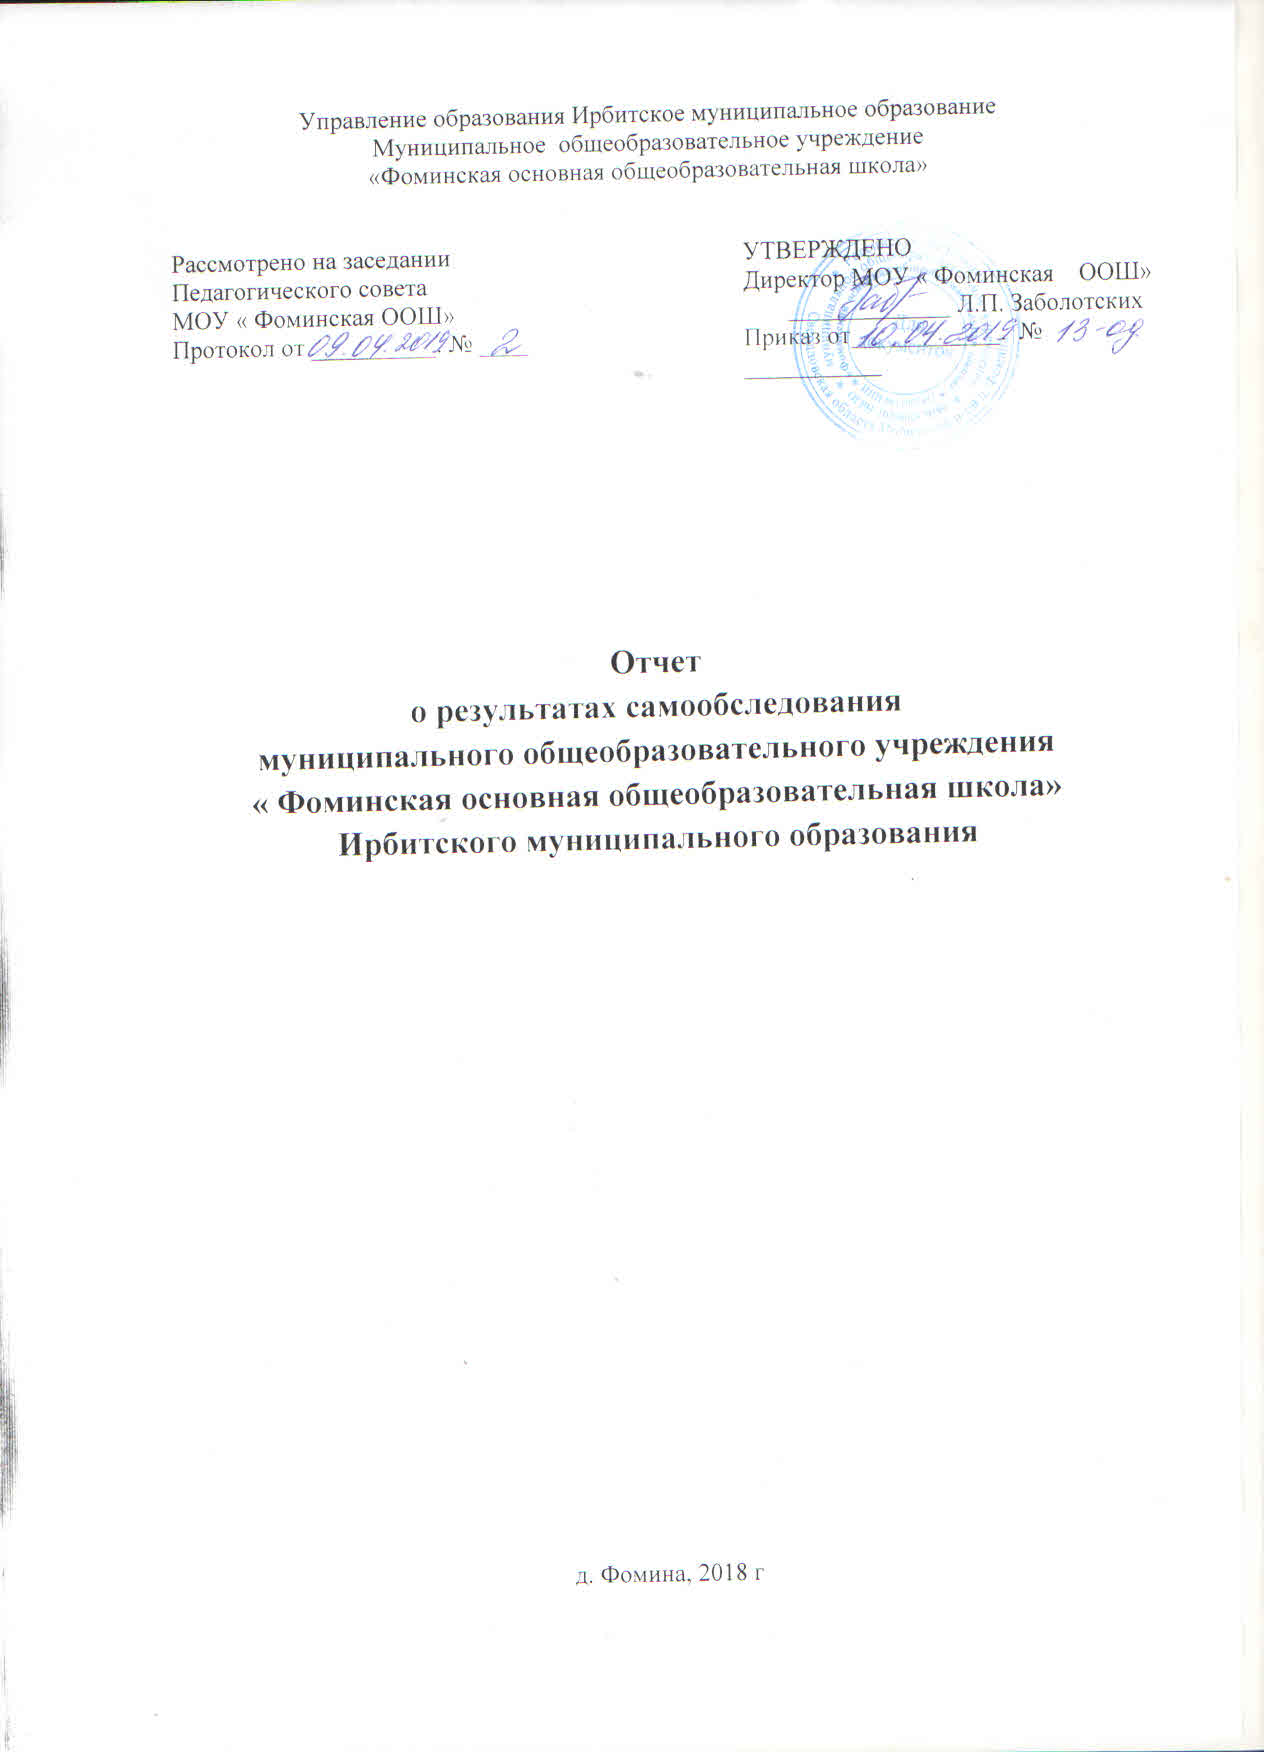 Управление образования Ирбитское муниципальное образование
Муниципальное общеобразовательное учреждение
«Фоминская основная общеобразовательная школа»
Рассмотрено на заседании
Педагогического совета
МОУ « Фоминская ООШ»
Протокол от 09.04.2019 № 2
УТВЕРЖДЕНО
Директор МОУ « Фоминская ООШ»
Л.П. Заболотских
Приказ от 10.04.2019 № 13-од
Отчет
о результатах самообследования
муниципального общеобразовательного учреждения
« Фоминская основная общеобразовательная школа»
Ирбитского муниципального образования
д. Фомина, 2018 г